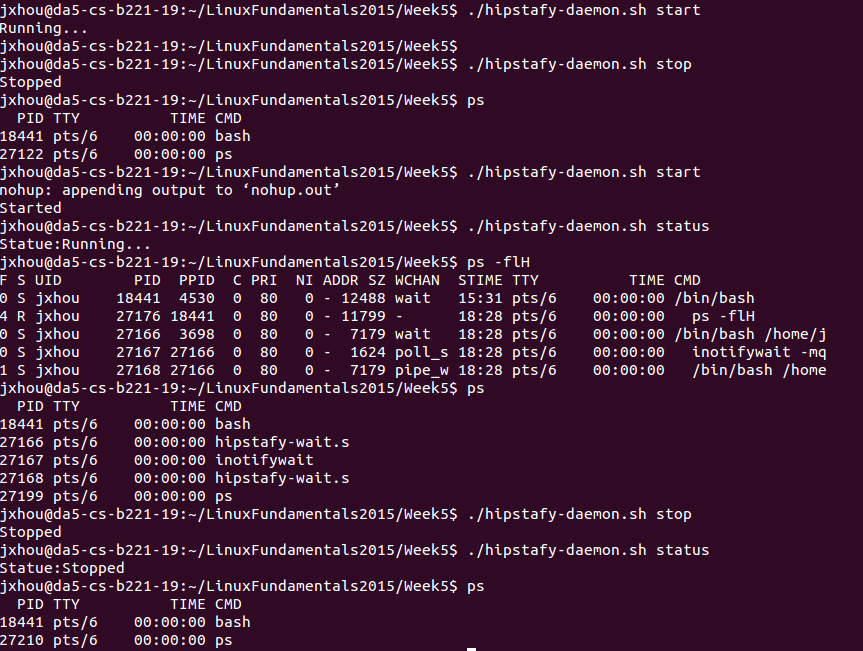 jxhou@da5-cs-b221-19:~/LinuxFundamentals2015/Week5$ ./hipstafy-daemon.sh start
Running...
jxhou@da5-cs-b221-19:~/LinuxFundamentals2015/Week5$
jxhou@da5-cs-b221-19:~/LinuxFundamentals2015/Week5$ ./hipstafy-daemon.sh stop
Stopped
jxhou@da5-cs-b221-19:~/LinuxFundamentals2015/Week5$ ps
  PID TTY          TIME CMD
18441 pts/6    00:00:00 bash
27122 pts/6    00:00:00 ps
jxhou@da5-cs-b221-19:~/LinuxFundamentals2015/Week5$ ./hipstafy-daemon.sh start
nohup: appending output to ‘nohup.out’
Started
jxhou@da5-cs-b221-19:~/LinuxFundamentals2015/Week5$ ./hipstafy-daemon.sh status
Statue:Running...
jxhou@da5-cs-b221-19:~/LinuxFundamentals2015/Week5$ ps -flH
F S UID        PID  PPID  C PRI  NI ADDR SZ WCHAN  STIME TTY          TIME CMD
0 S jxhou    18441  4530  0  80   0 - 12488 wait   15:31 pts/6    00:00:00 /bin/bash
4 R jxhou    27176 18441  0  80   0 - 11799 -      18:28 pts/6    00:00:00   ps -flH
0 S jxhou    27166  3698  0  80   0 -  7179 wait   18:28 pts/6    00:00:00 /bin/bash /home/j
0 S jxhou    27167 27166  0  80   0 -  1624 poll_s 18:28 pts/6    00:00:00   inotifywait -mq
1 S jxhou    27168 27166  0  80   0 -  7179 pipe_w 18:28 pts/6    00:00:00   /bin/bash /home
jxhou@da5-cs-b221-19:~/LinuxFundamentals2015/Week5$ ps
  PID TTY          TIME CMD
18441 pts/6    00:00:00 bash
27166 pts/6    00:00:00 hipstafy-wait.s
27167 pts/6    00:00:00 inotifywait
27168 pts/6    00:00:00 hipstafy-wait.s
27199 pts/6    00:00:00 ps
jxhou@da5-cs-b221-19:~/LinuxFundamentals2015/Week5$ ./hipstafy-daemon.sh stop
Stopped
jxhou@da5-cs-b221-19:~/LinuxFundamentals2015/Week5$ ./hipstafy-daemon.sh status
Statue:Stopped
jxhou@da5-cs-b221-19:~/LinuxFundamentals2015/Week5$ ps
  PID TTY          TIME CMD
18441 pts/6    00:00:00 bash
27210 pts/6    00:00:00 ps